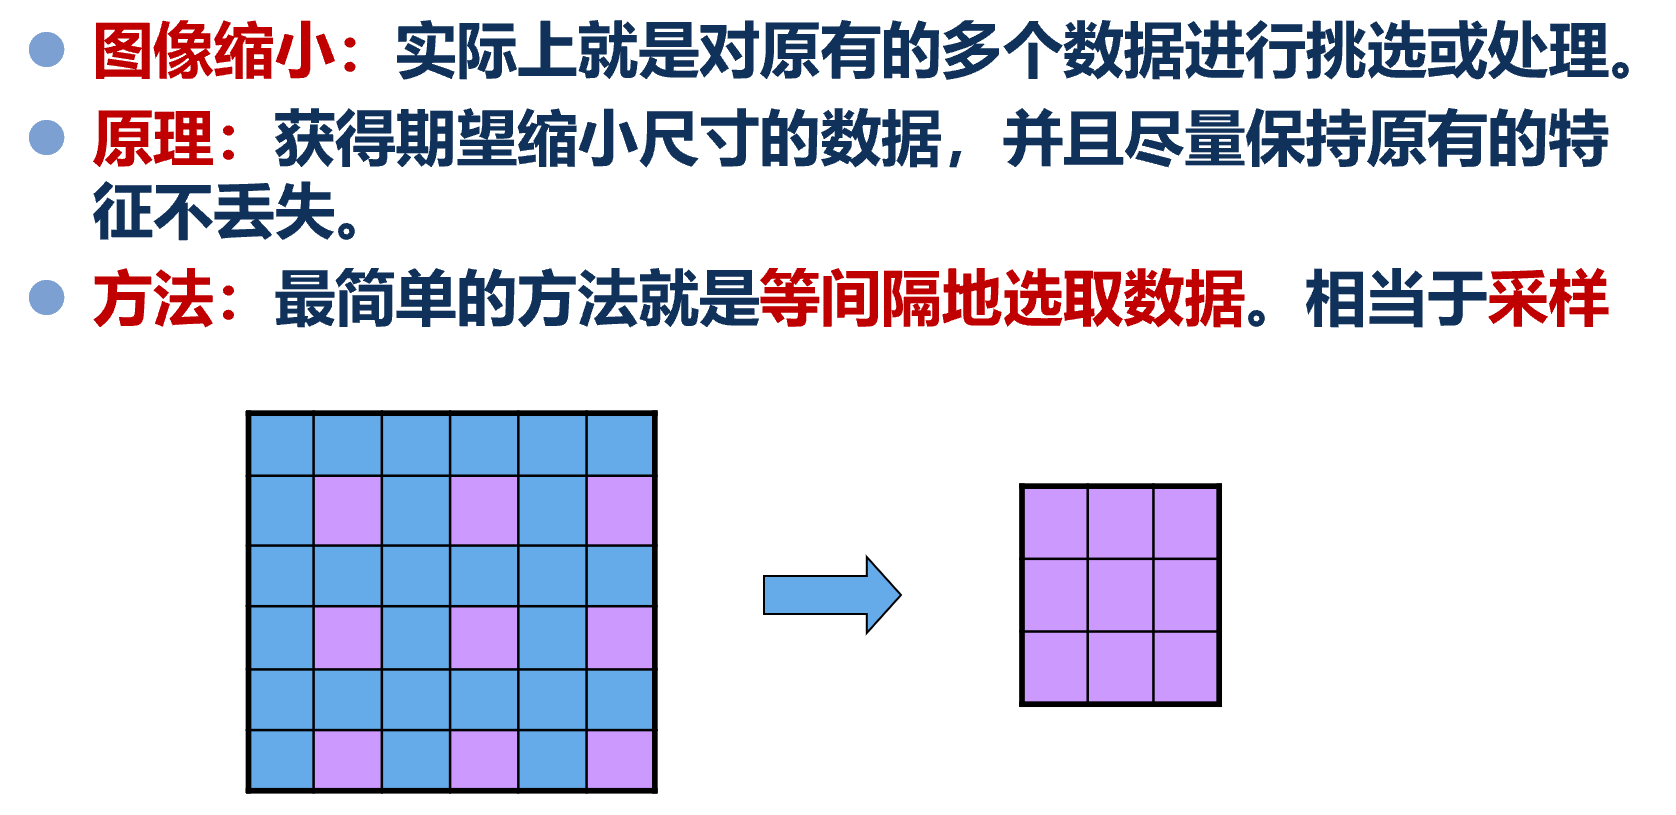 图像缩小：实际上就是对原有的多个数据进行挑选或处理。
原理：获得期望缩小尺寸的数据，并且尽量保持原有的特
征不丢失。
方法：最简单的方法就是等间隔地选取数据。相当于采样